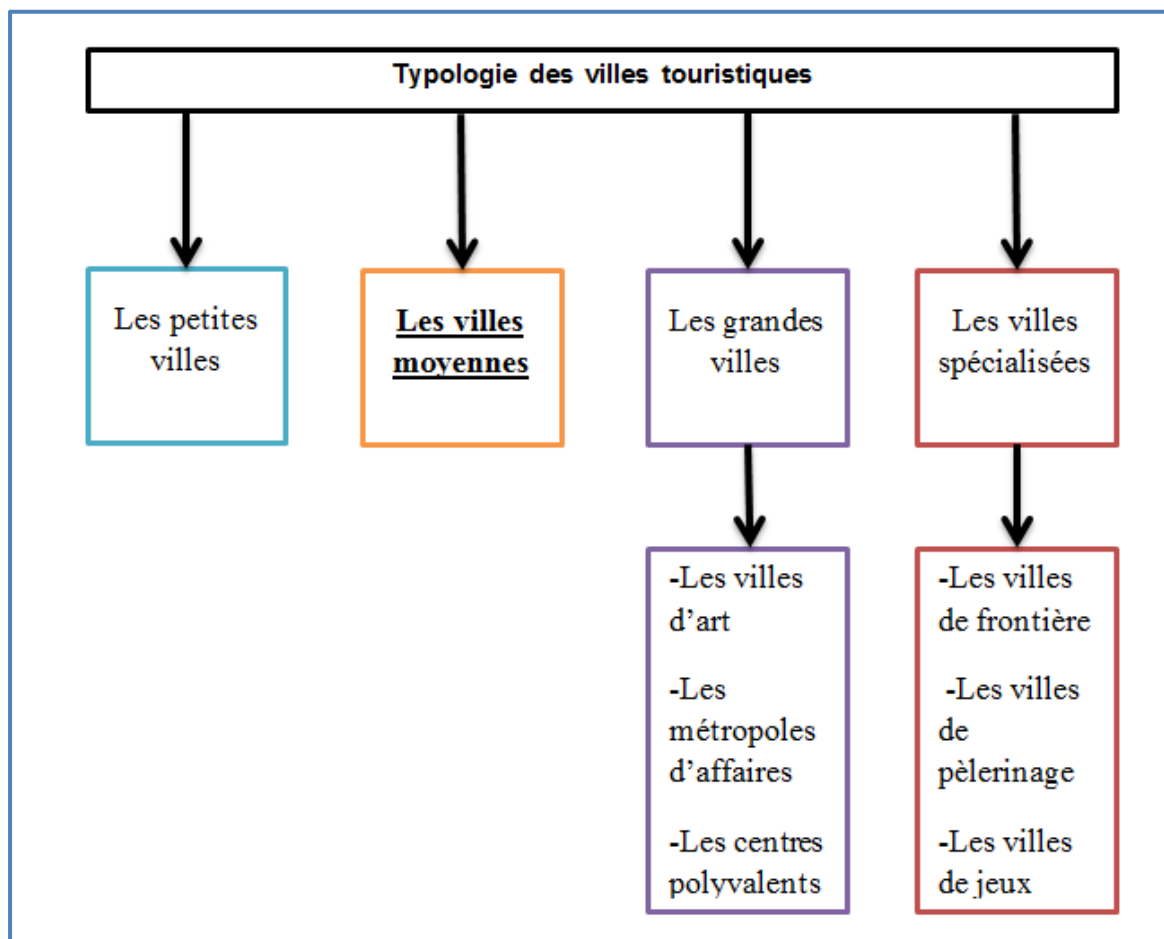 Typologie des villes touristiques
Les petites
villes
Les villes
moyennes
Les grandes
villes
Les villes
spécialisées
-Les villes
d’art
-Les
métropoles
d’affaires
-Les centres
polyvalents
-Les villes
de frontière
-Les villes
de
pèlerinage
-Les villes
de jeux